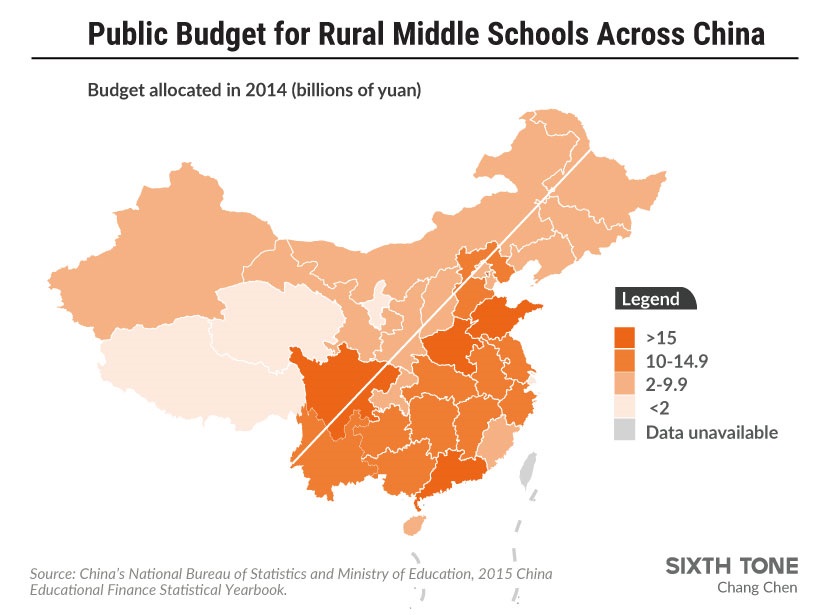 Public Budget for Rural Middle Schools Across China
Budget allocated in 2014 (billions of yuan)
Legend
>15
10-14.9
2-9.9
<2
Data unavailable
Source: China's National Bureau of Statistics and Ministry of Education, 2015 China
Educational Finance Statistical Yearbook.
SIXTH TONE
Chang Chen